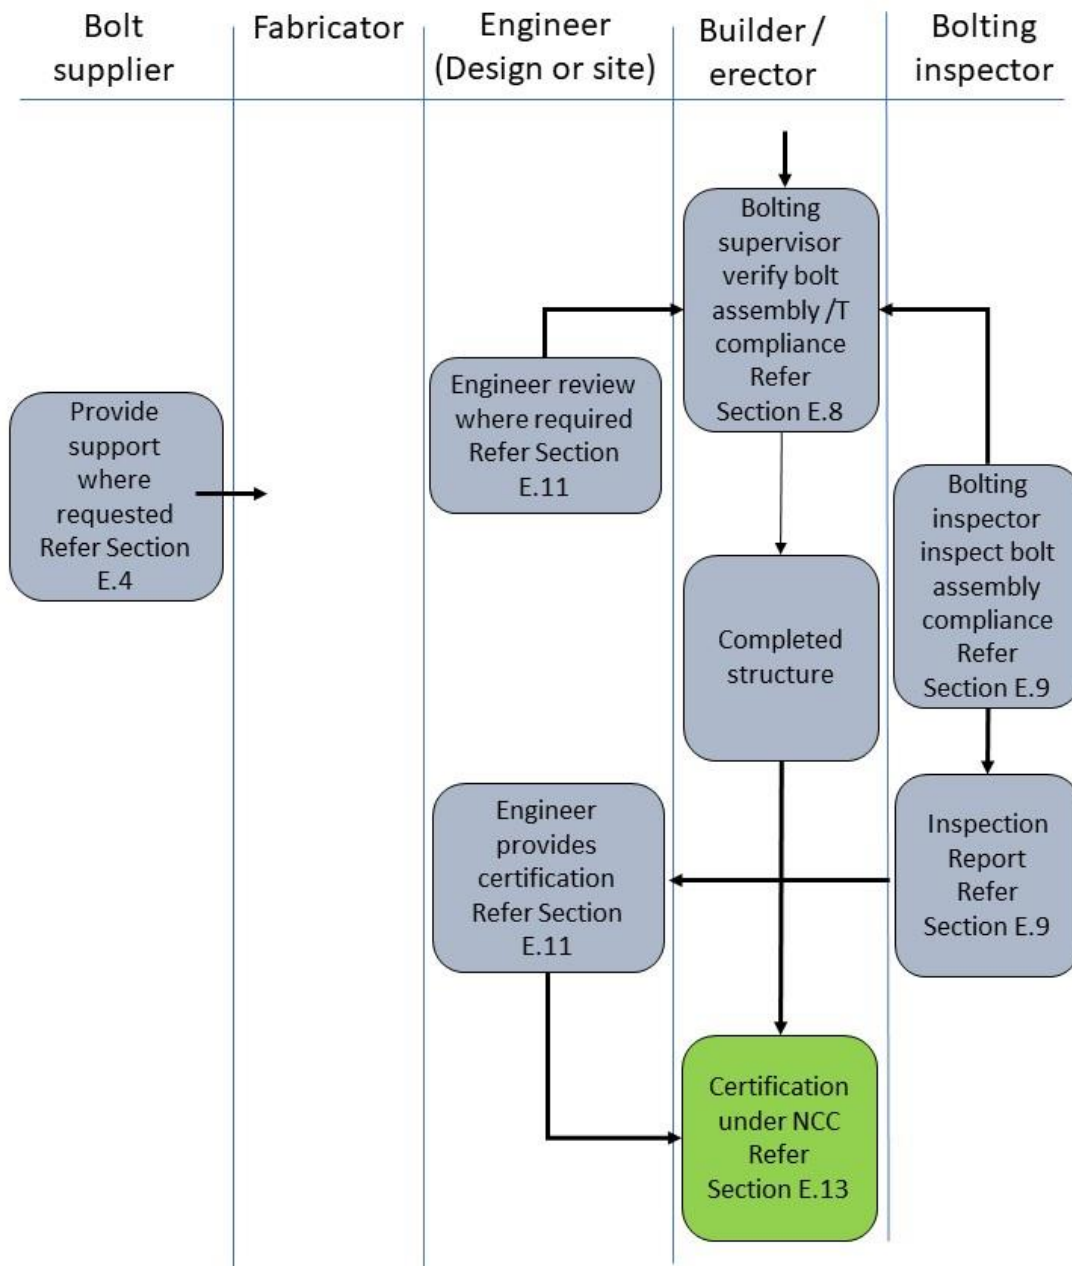 Bolt
supplier
Fabricator
Engineer
(Design or site)
Builder /
erector
Bolting
inspector
Bolting
supervisor
verify bolt
assembly /T
compliance
Refer
Section E.8
Engineer review
where required
Refer Section
E.11
Provide
support
where
requested
Refer Section
E.4
Bolting
inspector
inspect bolt
assembly
compliance
Refer
Section E.9
Completed
structure
Engineer
provides
certification
Refer Section
E.11
Inspection
Report
Refer
Section E.9
Certification
under NCC
Refer
Section E.13